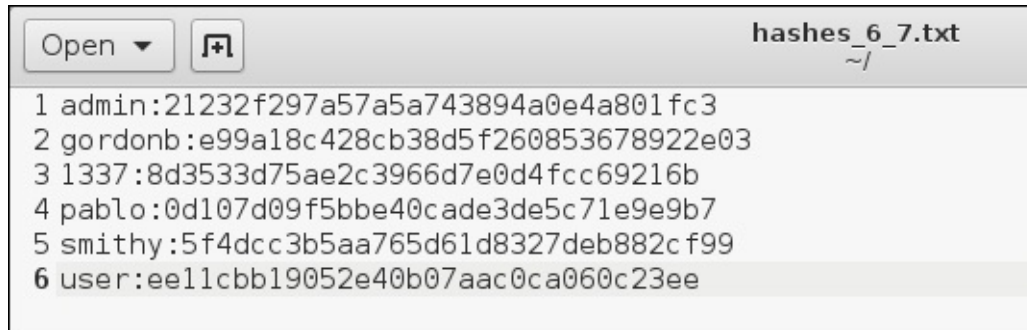 Open
hashes_6_7.txt
~/
1 admin:21232f297a57a5a743894a0e4a801fc3
2 gordonb:e99a18c428cb38d5f260853678922e03
3 1337:8d3533d75ae2c3966d7e0d4fcc69216b
4 pablo:0d107d09f5bbe40cade3de5c71e9e9b7
5 smithy:5f4dcc3b5aa765d61d8327deb882cf99
6 user:ee11cbb19052e40b07aac0ca060c23ee